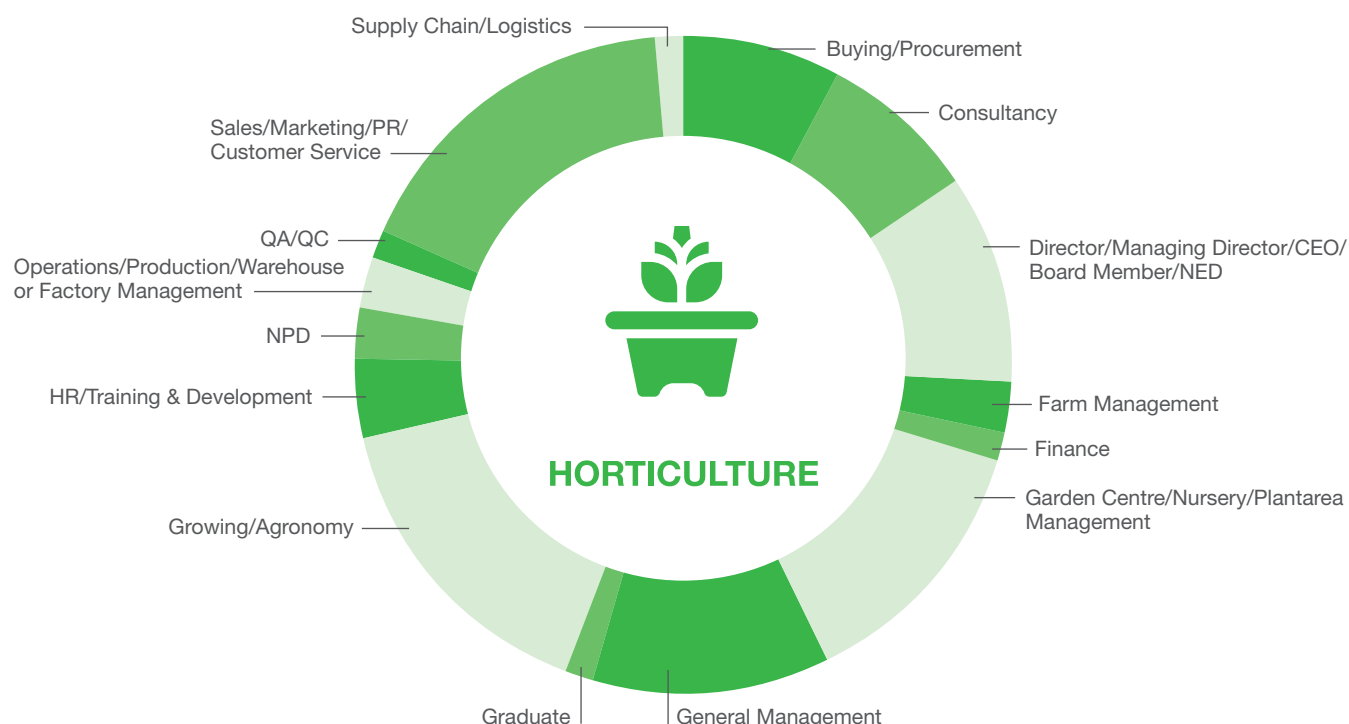 Supply Chain/Logistics
Buying/Procurement
Consultancy
Sales/Marketing/PR/
Customer Service
QA/QC
Director/Managing Director/CEO/
Board Member/NED
Operations/Production/Warehouse
or Factory Management
NPD
HR/Training & Development
Farm Management
Finance
HORTICULTURE
Garden Centre/Nursery/Plantarea
Management
Growing/Agronomy
Graduate
General Management